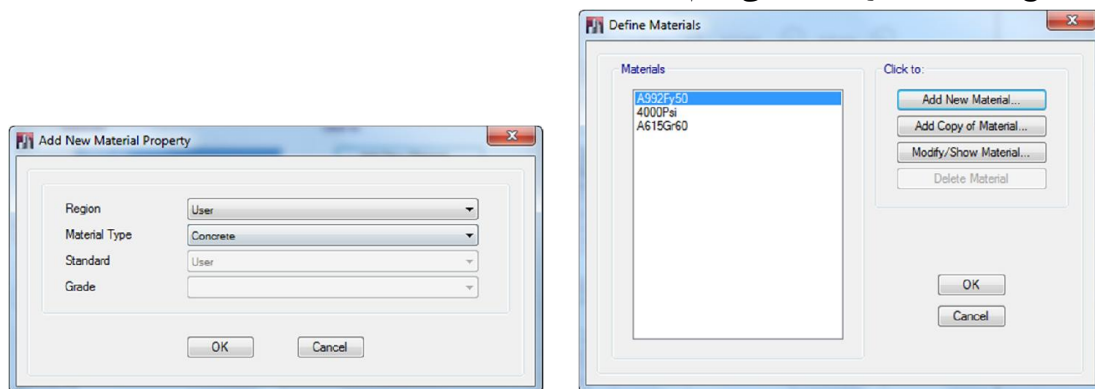 Add New Material Property
Region
User
Material Type
Concrete
Standard
User
Grade
OK
Cancel
Define Materials
Materials
A992Fy50
4000Psi
A615Gr60
Click to:
Add New Material...
Add Copy of Material...
Modify/Show Material...
Delete Material
OK
Cancel